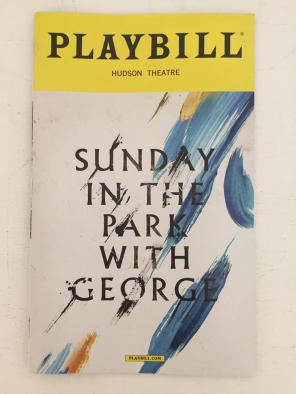 PLAYBILL®
HUDSON THEATRE
SUNDAY
IN THE
PARK
WITH
GEORGE
PLAYBILL.COM